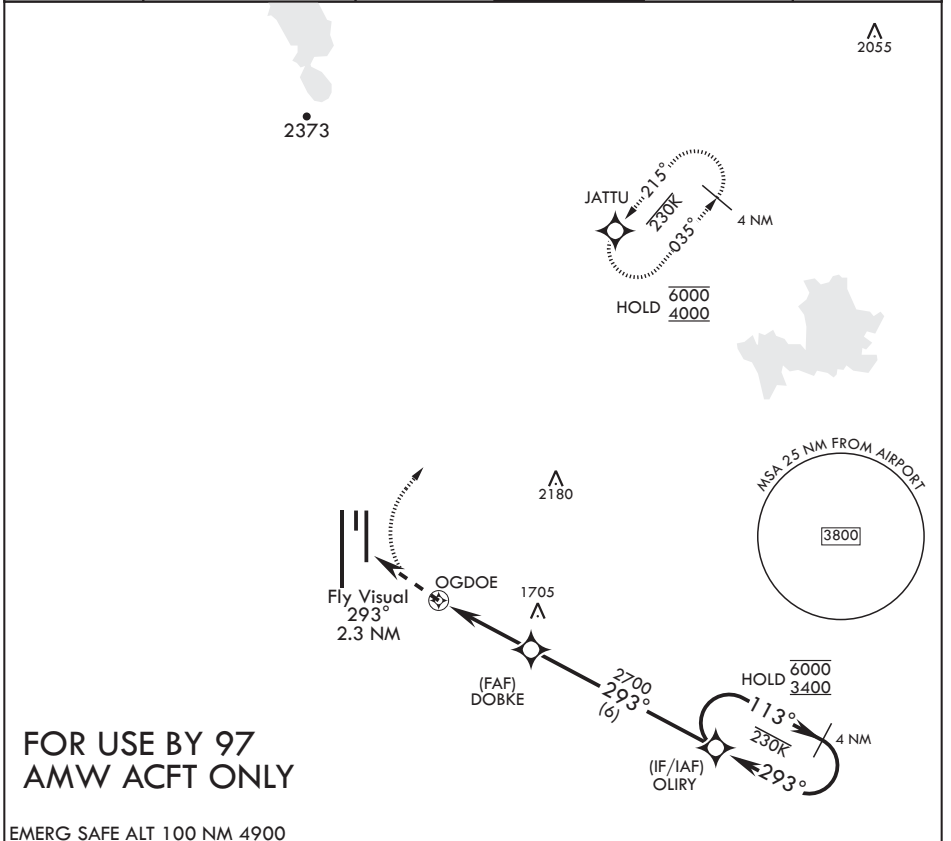 2055
2373
JATTU
215°
230K
035°
4 NM
HOLD 6000
4000
MSA 25 NM FROM AIRPORT
3800
2180
OGDOE
Fly Visual
293°
2.3 NM
1705
(FAF)
DOBKE
2700
293°
(6)
HOLD 6000
3400
113°
230K
4 NM
293°
(IF/IAF)
OLIRY
FOR USE BY 97
AMW ACFT ONLY
EMERG SAFE ALT 100 NM 4900